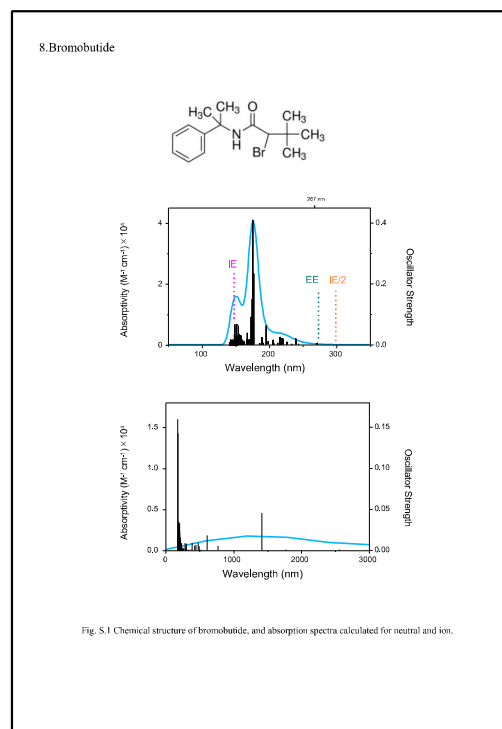 8.Bromobutide
CH₃
CH₃ O
CH₃
N
H
CH₃
Br
CH₃
267 nm
4
0.4
IE
EE
IE/2
2
0.2
0
0.0
100
200
300
Absorptivity (M⁻¹ cm⁻¹) × 10⁴
Oscillator Strength
Wavelength (nm)
1.5
0.15
1.0
0.10
0.5
0.05
0.0
0.00
0
1000
2000
3000
Absorptivity (M⁻¹ cm⁻¹) × 10⁴
Oscillator Strength
Wavelength (nm)
Fig. S.1 Chemical structure of bromobutide, and absorption spectra calculated for neutral and ion.